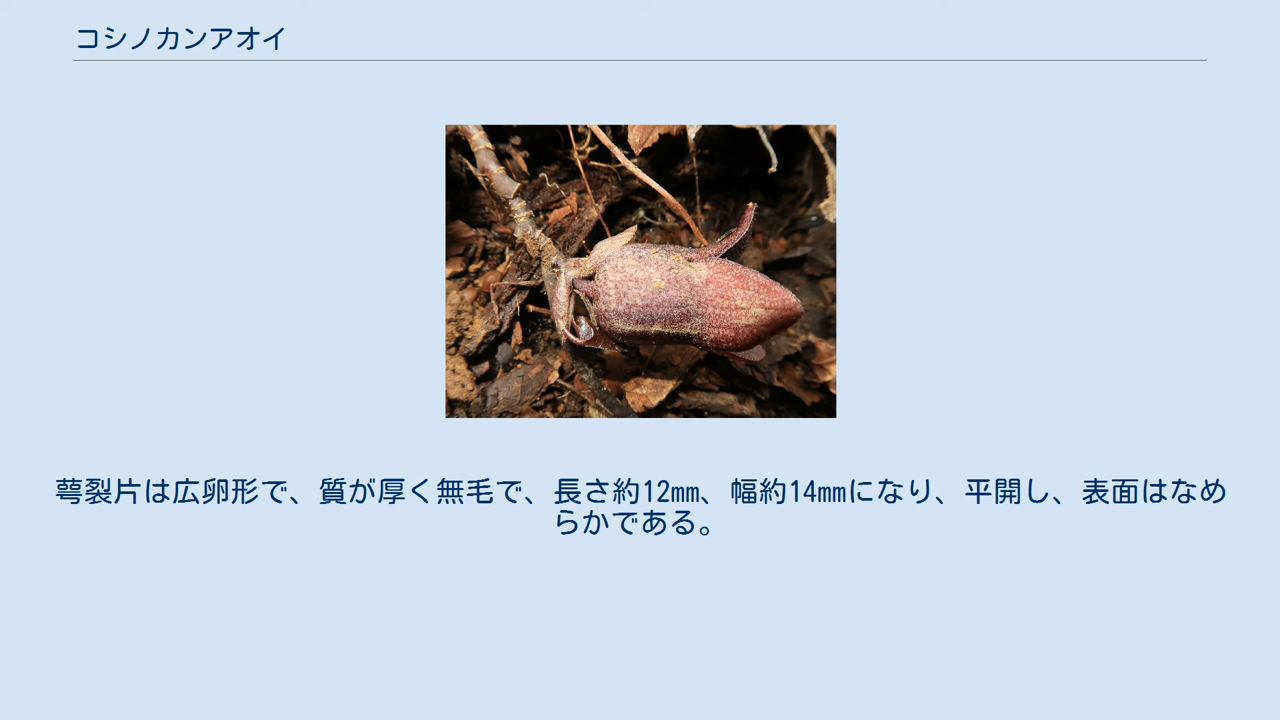 コシノカンアオイ
萼裂片は広卵形で、質が厚く無毛で、長さ約12mm、幅約14mmになり、平開し、表面はなめ
らかである。